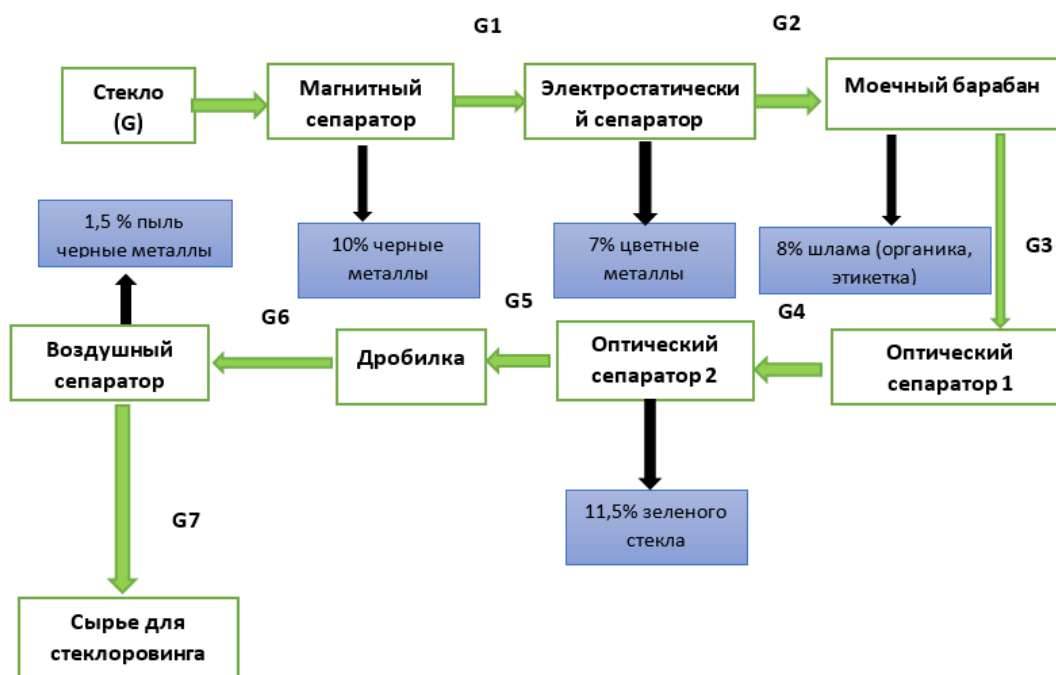 G1
G2
Стекло
(G)
Магнитный
сепаратор
Электростатически
й сепаратор
Моечный барабан
1,5 % пыль
черные металлы
10% черные
металлы
7% цветные
металлы
8% шлама (органика,
этикетка)
G3
G6
G5
G4
Воздушный
сепаратор
Дробилка
Оптический
сепаратор 2
Оптический
сепаратор 1
11,5% зеленого
стекла
G7
Сырье для
стеклоровинга